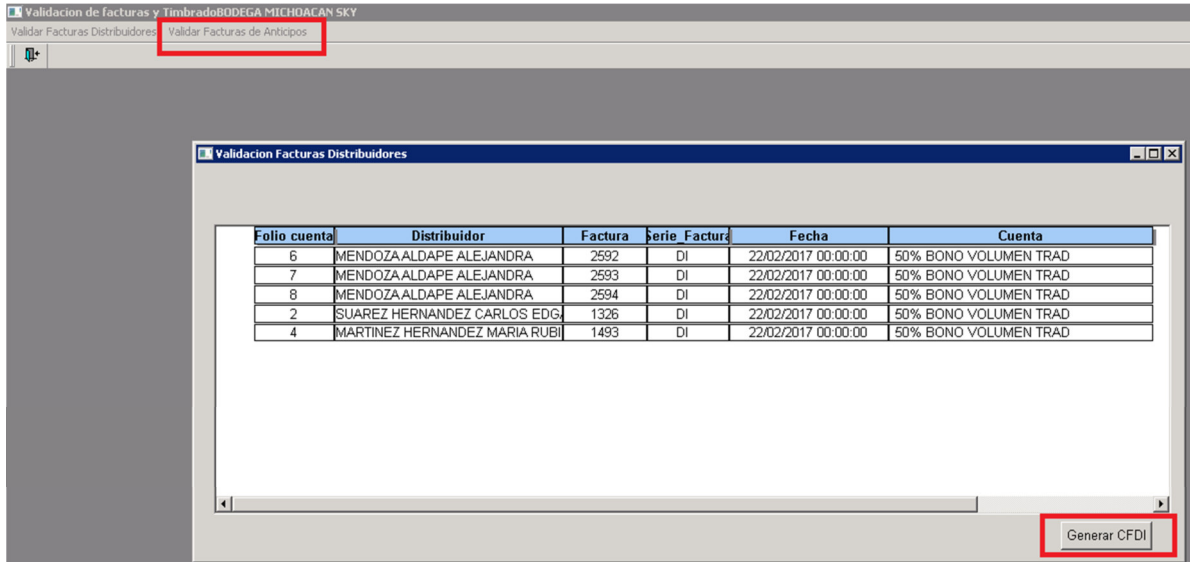 Validacion de facturas y TimbradoBODEGA MICHOACAN SKY
Validar Facturas Distribuidores Validar Facturas de Anticipos
Validacion Facturas Distribuidores
Folio cuenta Distribuidor Factura Serie_Factura Fecha Cuenta
6 MENDOZA ALDAPE ALEJANDRA 2592 DI 22/02/2017 00:00:00 50% BONO VOLUMEN TRAD
7 MENDOZA ALDAPE ALEJANDRA 2593 DI 22/02/2017 00:00:00 50% BONO VOLUMEN TRAD
8 MENDOZA ALDAPE ALEJANDRA 2594 DI 22/02/2017 00:00:00 50% BONO VOLUMEN TRAD
2 SUAREZ HERNANDEZ CARLOS EDGA 1326 DI 22/02/2017 00:00:00 50% BONO VOLUMEN TRAD
4 MARTINEZ HERNANDEZ MARIA RUBI 1493 DI 22/02/2017 00:00:00 50% BONO VOLUMEN TRAD
Generar CFDI